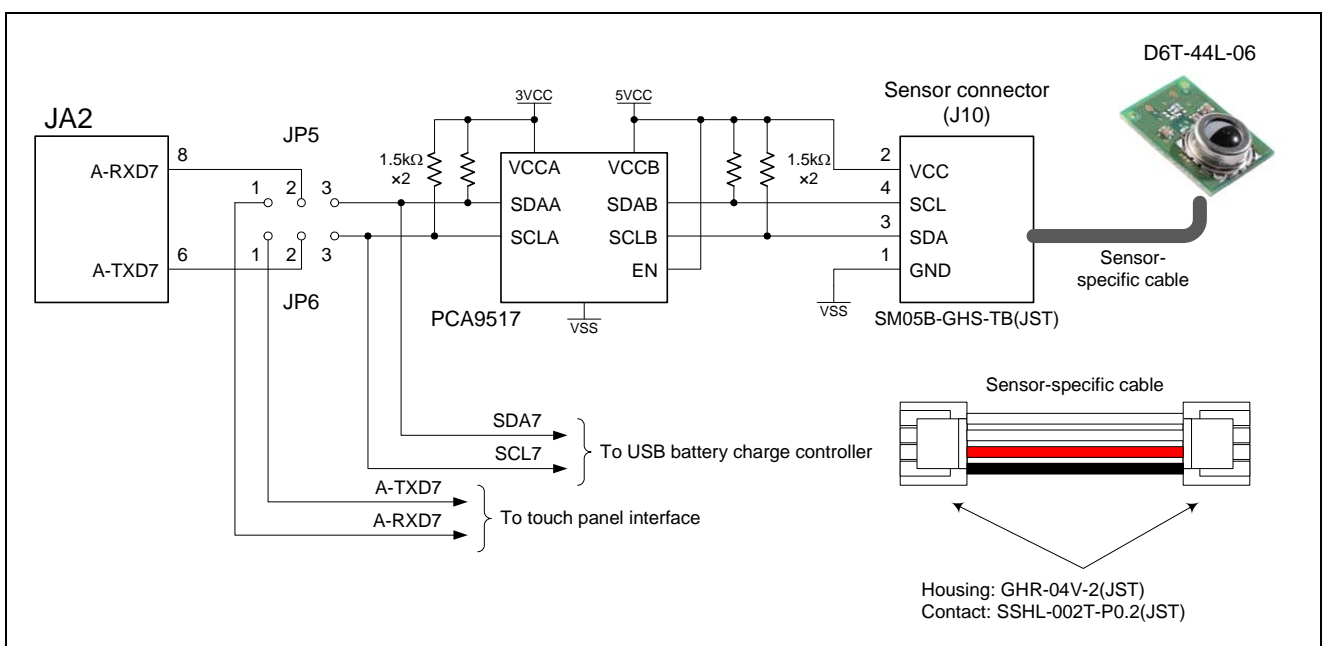 D6T-44L-06
Sensor connector
(J10)
3VCC
5VCC
JA2
JP5
A-RXD7
8
1
2
3
1.5kΩ
×2
VCCA
VCCB
1.5kΩ
×2
2
VCC
SDAA
SDAB
4
SCL
SCLA
SCLB
3
SDA
A-TXD7
6
1
2
3
EN
1
GND
JP6
Sensor-
specific cable
PCA9517
VSS
VSS
SM05B-GHS-TB(JST)
Sensor-specific cable
SDA7
SCL7
To USB battery charge controller
A-TXD7
A-RXD7
To touch panel interface
Housing: GHR-04V-2(JST)
Contact: SSHL-002T-P0.2(JST)